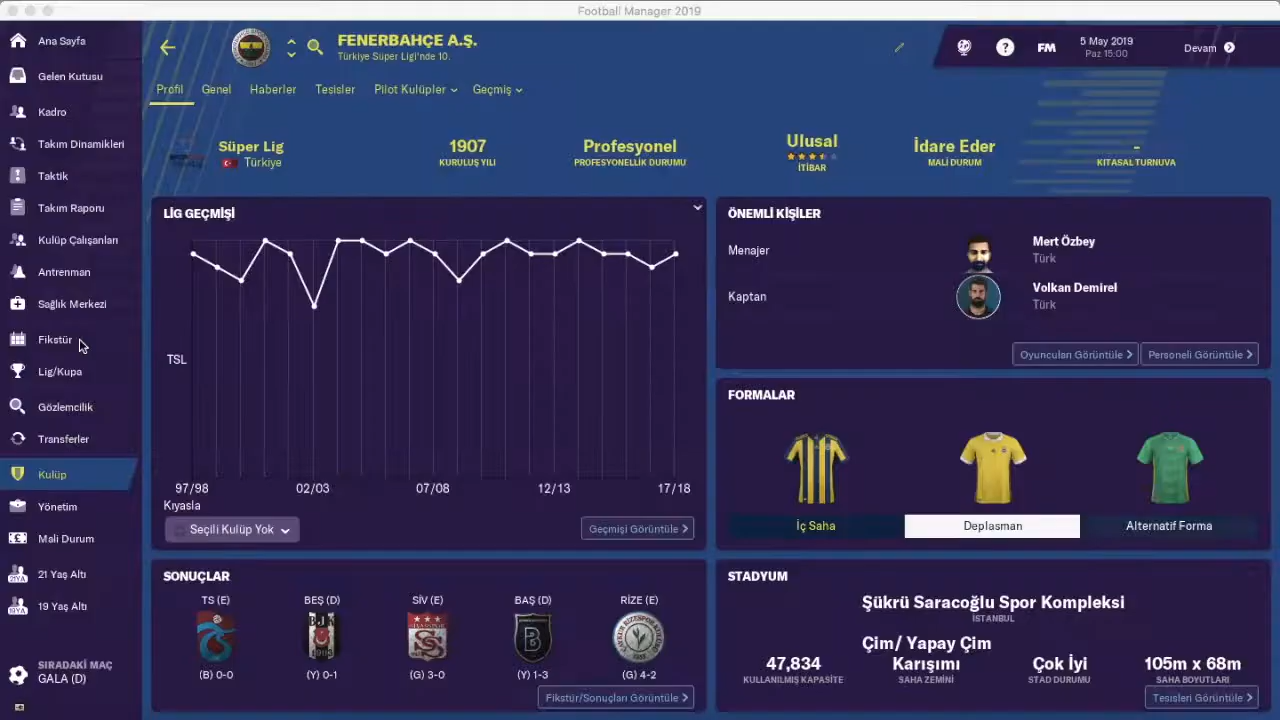 Football Manager 2019
Ana Sayfa
Gelen Kutusu
Kadro
Takım Dinamikleri
Taktik
Takım Raporu
Kulüp Çalışanları
Antrenman
Sağlık Merkezi
Fikstür
Lig/Kupa
Gözlemcilik
Transferler
Kulüp
Yönetim
Mali Durum
21 Yaş Altı
19 Yaş Altı
SIRADAKİ MAÇ
GALA (D)
FENERBAHÇE A.Ş.
Türkiye Süper Ligi'nde 10.
FM
5 May 2019
Paz 15:00
Devam
Profil Genel Haberler Tesisler Pilot Kulüpler Geçmiş
Süper Lig
Türkiye
1907
KURULUŞ YILI
Profesyonel
PROFESYONELLİK DURUMU
Ulusal
İTİBAR
İdare Eder
MALİ DURUM
-
KITASAL TURNUVA
LİG GEÇMİŞİ
TSL
97/98 02/03 07/08 12/13 17/18
Kıyasla
Seçili Kulüp Yok
Geçmişi Görüntüle
ÖNEMLİ KİŞİLER
Menajer
Mert Özbey
Türk
Kaptan
Volkan Demirel
Türk
Oyuncuları Görüntüle
Personeli Görüntüle
FORMALAR
İç Saha Deplasman Alternatif Forma
SONUÇLAR
TS (E) BEŞ (D) SİV (E) BAŞ (D) RİZE (E)
(B) 0-0 (Y) 0-1 (G) 3-0 (Y) 1-3 (G) 4-2
Fikstür/Sonuçları Görüntüle
STADYUM
Şükrü Saracoğlu Spor Kompleksi
İSTANBUL
47,834
KULLANILMIŞ KAPASİTE
Çim/ Yapay Çim
Karışımı
SAHA ZEMİNİ
Çok İyi
STAD DURUMU
105m x 68m
SAHA BOYUTLARI
Tesisleri Görüntüle